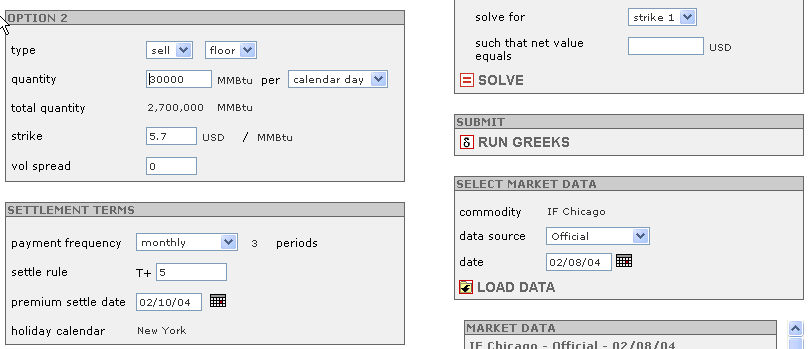 OPTION 2
type sell floor
quantity 30000 MMBtu per calendar day
total quantity 2,700,000 MMBtu
strike 5.7 USD / MMBtu
vol spread 0
SETTLEMENT TERMS
payment frequency monthly 3 periods
settle rule T+ 5
premium settle date 02/10/04
holiday calendar New York
solve for strike 1
such that net value
equals USD
SOLVE
SUBMIT
δ RUN GREEKS
SELECT MARKET DATA
commodity IF Chicago
data source Official
date 02/08/04
LOAD DATA
MARKET DATA
IF Chicago - Official - 02/08/04